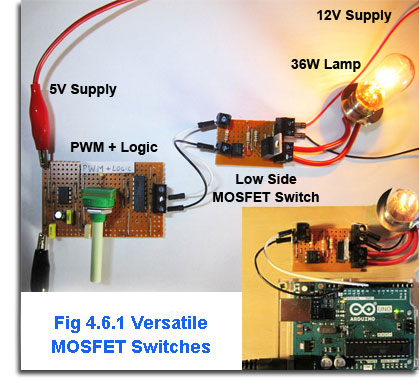 12V Supply
36W Lamp
5V Supply
PWM + Logic
PWM + LOGIC
Low Side
MOSFET Switch
UNO
ARDUINO
Fig 4.6.1 Versatile
MOSFET Switches